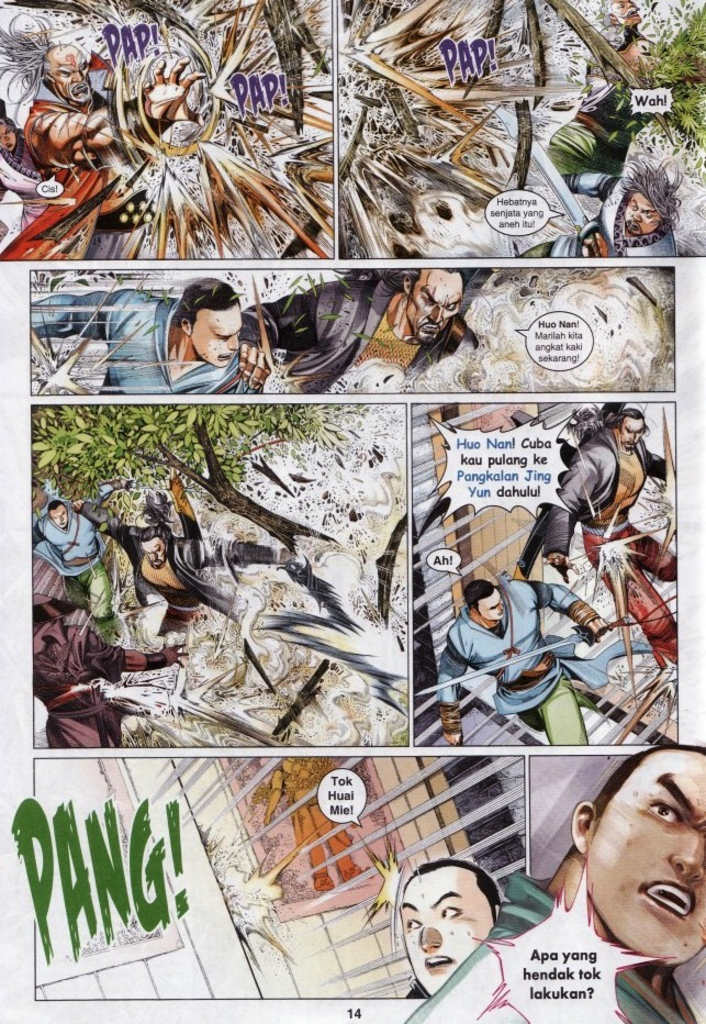 PAP!
PAP!
Cis!
PAP!
Wah!
Hebatnya
senjata yang
aneh itu!
Huo Nan!
Marilah kita
angkat kaki
sekarang!
Huo Nan! Cuba
kau pulang ke
Pangkalan Jing
Yun dahulu!
Ah!
PANG!
Tok
Huai
Mie!
Apa yang
hendak tok
lakukan?
14